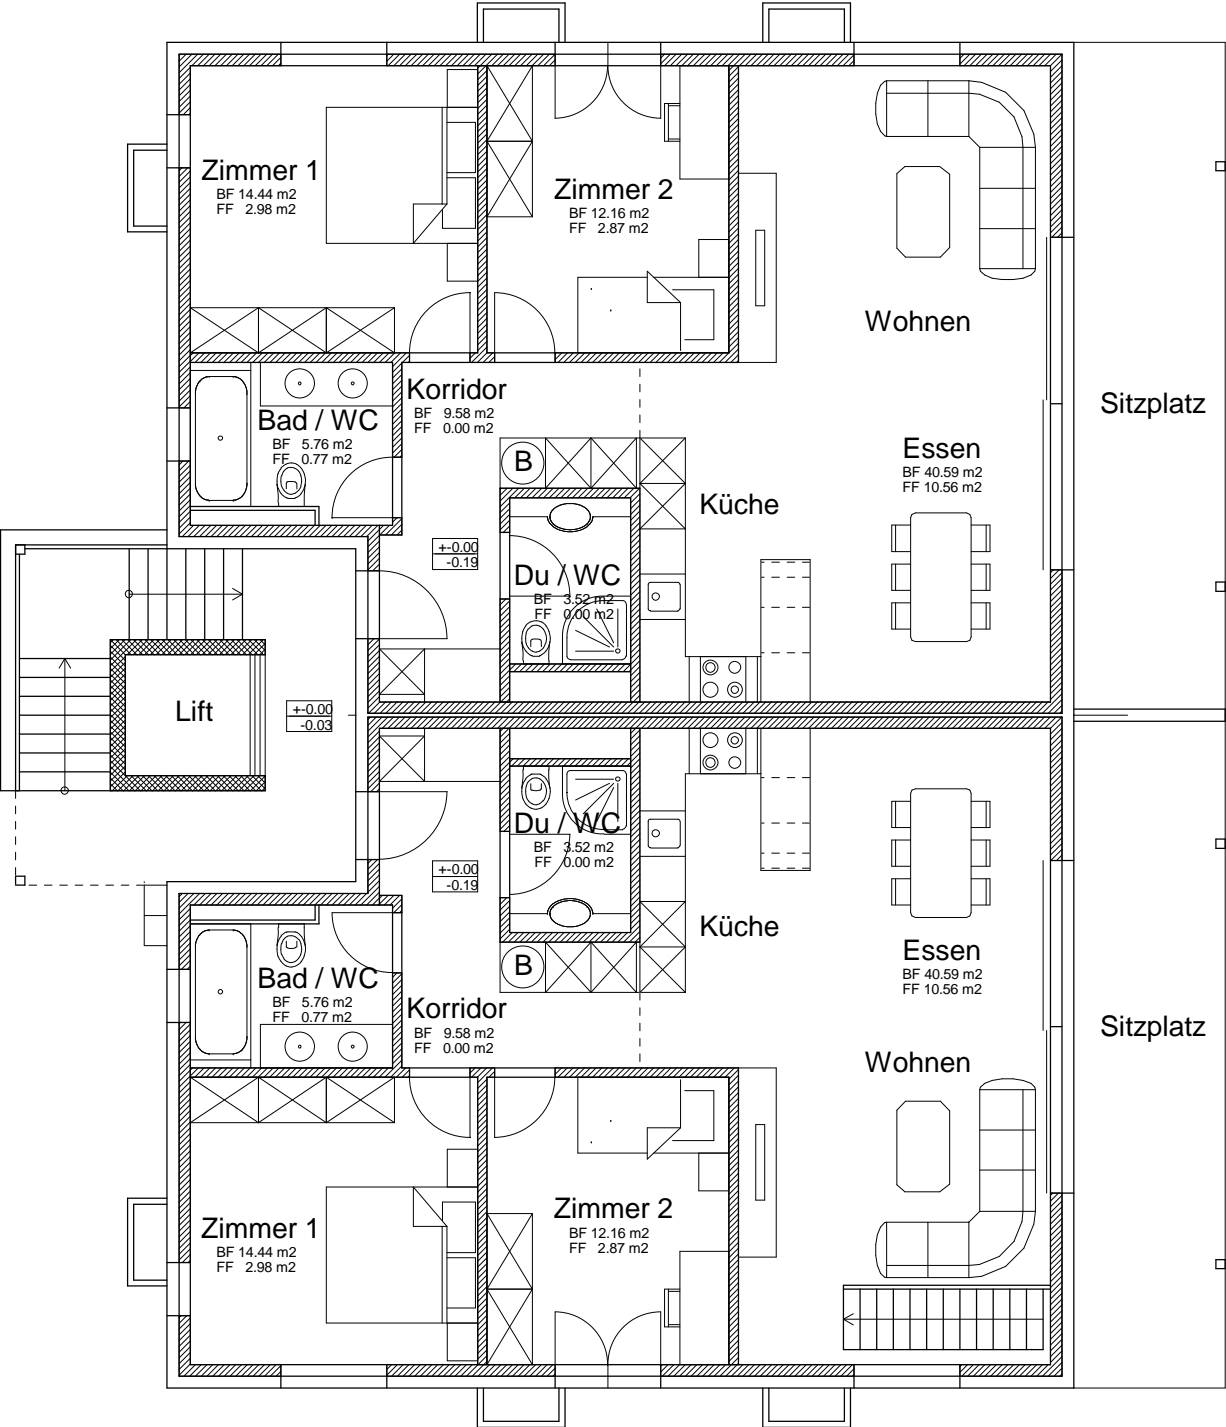 Zimmer 1
BF 14.44 m2
FF 2.98 m2
Zimmer 2
BF 12.16 m2
FF 2.87 m2
Wohnen
Korridor
BF 9.58 m2
FF 0.00 m2
Bad / WC
BF 5.76 m2
FF 0.77 m2
Sitzplatz
Essen
BF 40.59 m2
FF 10.56 m2
B
Küche
+-0.00
-0.19
Du / WC
BF 3.52 m2
FF 0.00 m2
Lift
+-0.00
-0.03
Du / WC
BF 3.52 m2
FF 0.00 m2
+-0.00
-0.19
Küche
Essen
BF 40.59 m2
FF 10.56 m2
B
Bad / WC
BF 5.76 m2
FF 0.77 m2
Korridor
BF 9.58 m2
FF 0.00 m2
Sitzplatz
Wohnen
Zimmer 1
BF 14.44 m2
FF 2.98 m2
Zimmer 2
BF 12.16 m2
FF 2.87 m2